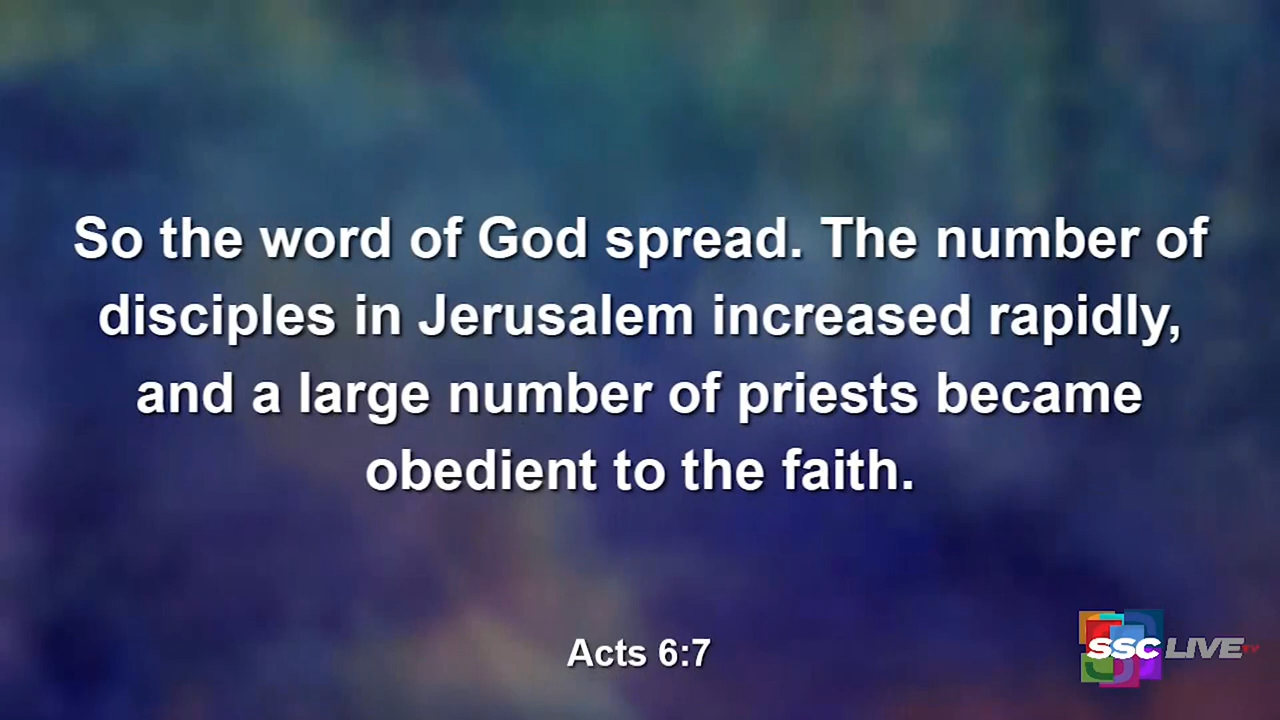 So the word of God spread. The number of
disciples in Jerusalem increased rapidly,
and a large number of priests became
obedient to the faith.
Acts 6:7
SSC LIVE TV